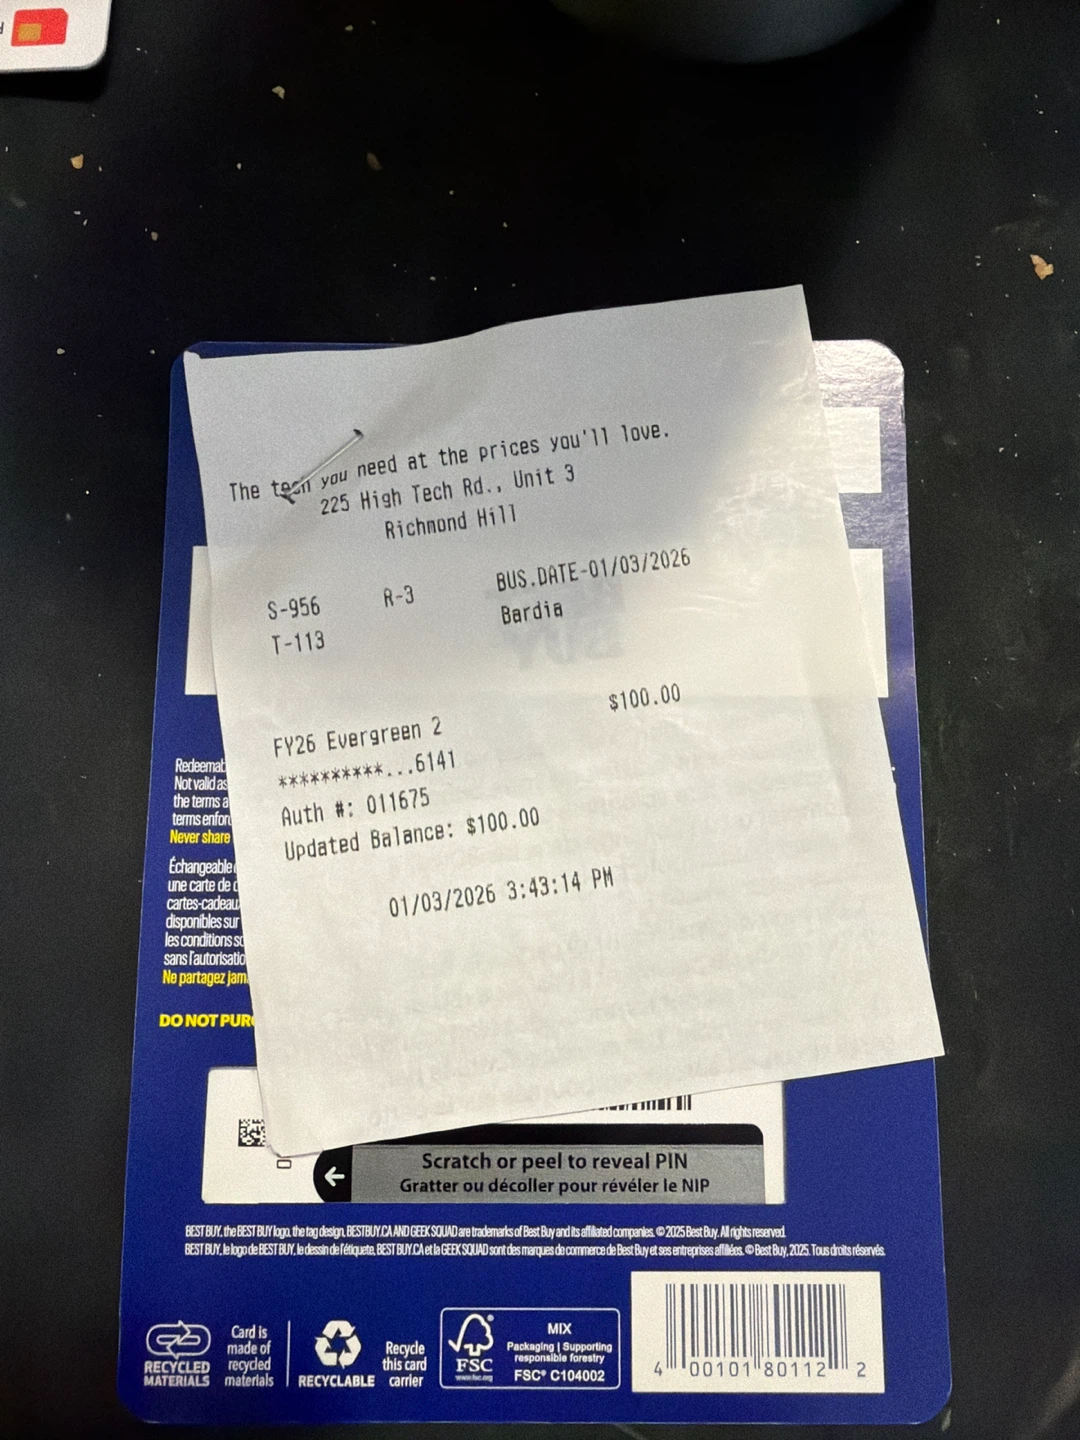 The tech you need at the prices you'll love.
225 High Tech Rd., Unit 3
Richmond Hill
S-956 R-3 BUS.DATE-01/03/2026
T-113 Bardia
FY26 Evergreen 2 $100.00
**********...6141
Auth #: 011675
Updated Balance: $100.00
01/03/2026 3:43:14 PM
Redeemab
Not valid as
the terms a
terms enforc
Never share
Échangeable
une carte de c
cartes-cadeau
disponibles sur
les conditions so
sans l'autorisatio
Ne partagez jam
DO NOT PUR
Scratch or peel to reveal PIN
Gratter ou décoller pour révéler le NIP
BEST BUY, the BEST BUY logo, the tag design, BESTBUY.CA AND GEEK SQUAD are trademarks of Best Buy and its affiliated companies. © 2025 Best Buy. All rights reserved.
BEST BUY, le logo de BEST BUY, le dessin de l'étiquete, BEST BUY.CA et la GEEK SQUAD sont des marques de commerce de Best Buy et ses entreprises affiliées. © Best Buy, 2025. Tous droits réservés.
RECYCLED
MATERIALS
Card is
made of
recycled
materials
RECYCLABLE
Recycle
this card
carrier
FSC®
www.fsc.org
MIX
Packaging | Supporting
responsible forestry
FSC® C104002
4 00101 80112 2